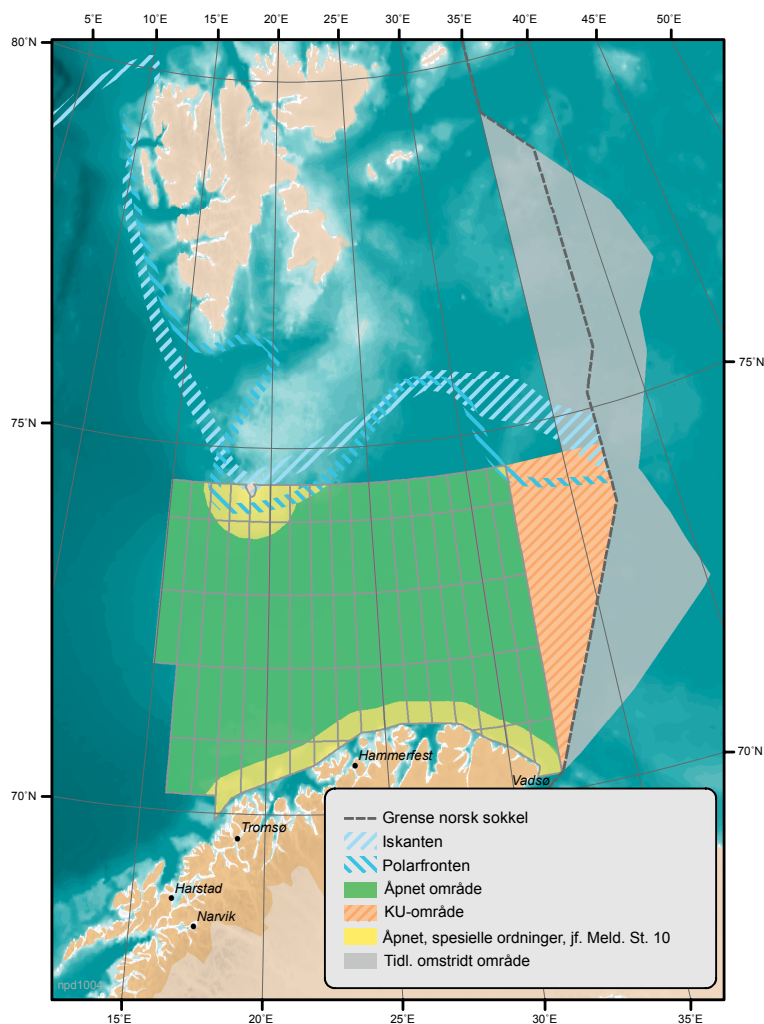 5°E 10°E 15°E 20°E 25°E 30°E 35°E 40°E 45°E 50°E
80°N
75°N
75°N
70°N
70°N
Hammerfest
Vadsø
Tromsø
Harstad
Narvik
Grense norsk sokkel
Iskanten
Polarfronten
Åpnet område
KU-område
Åpnet, spesielle ordninger, jf. Meld. St. 10
Tidl. omstridt område
npd1004
15°E 20°E 25°E 30°E 35°E